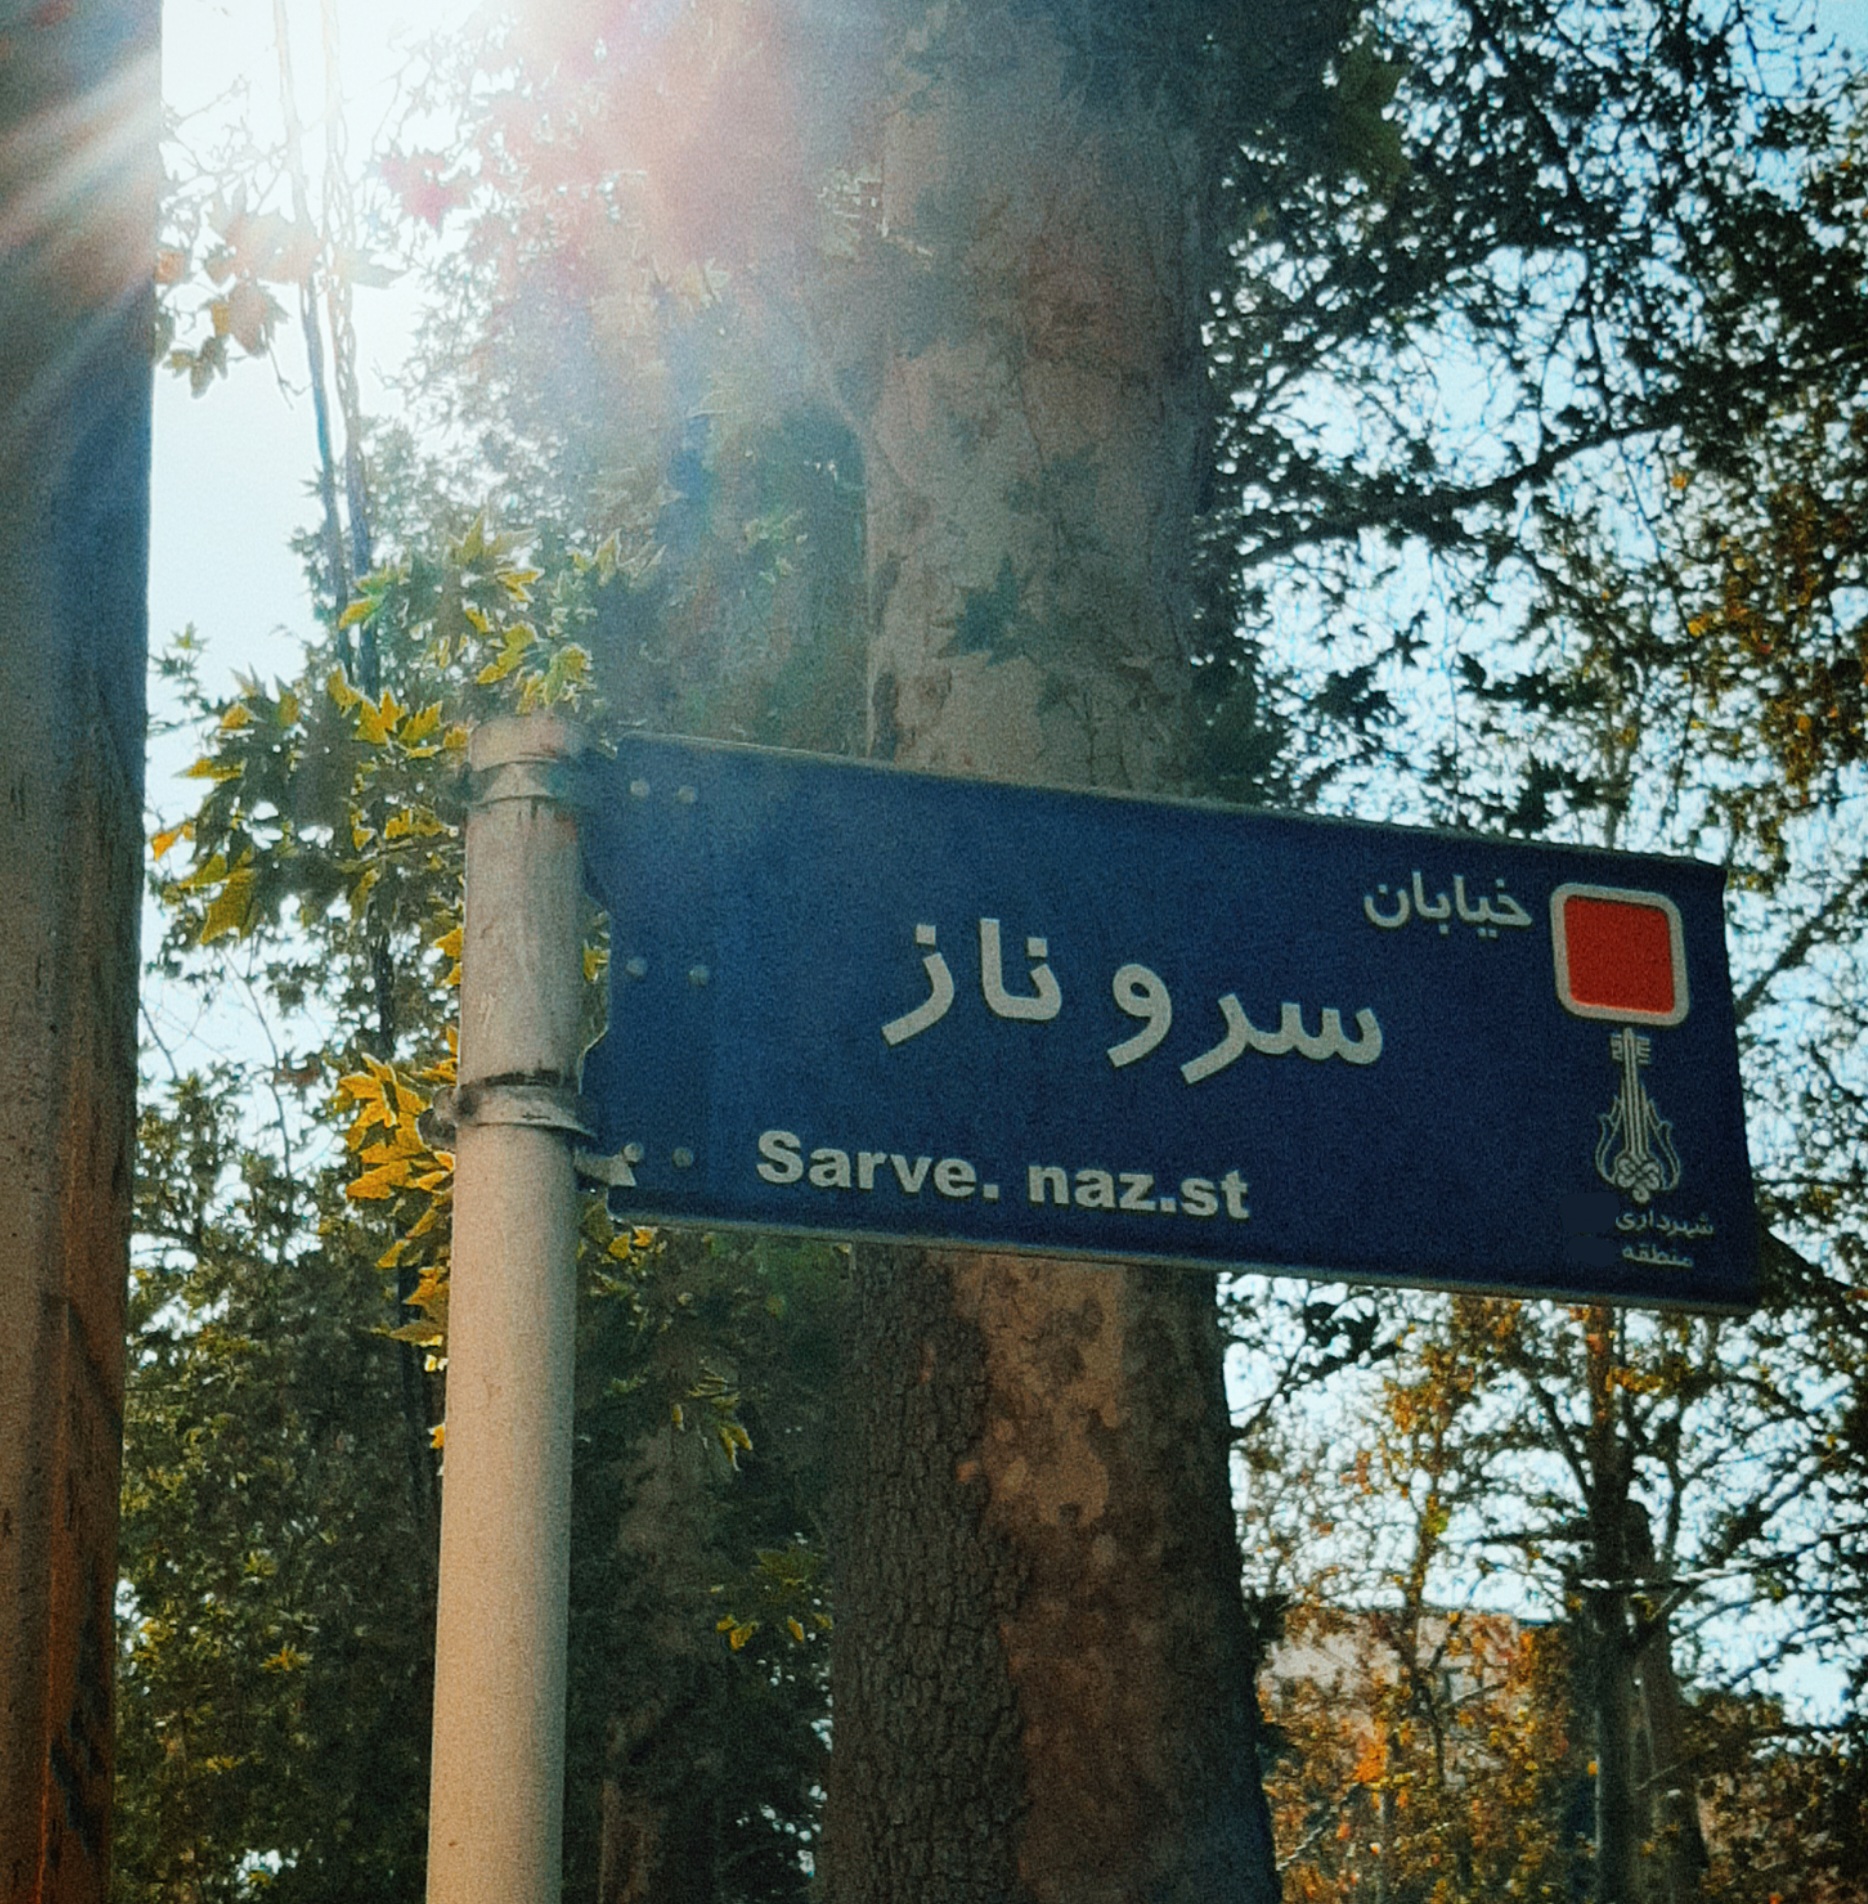 خیابان
سرو ناز
Sarve. naz.st
شهرداری
منطقه